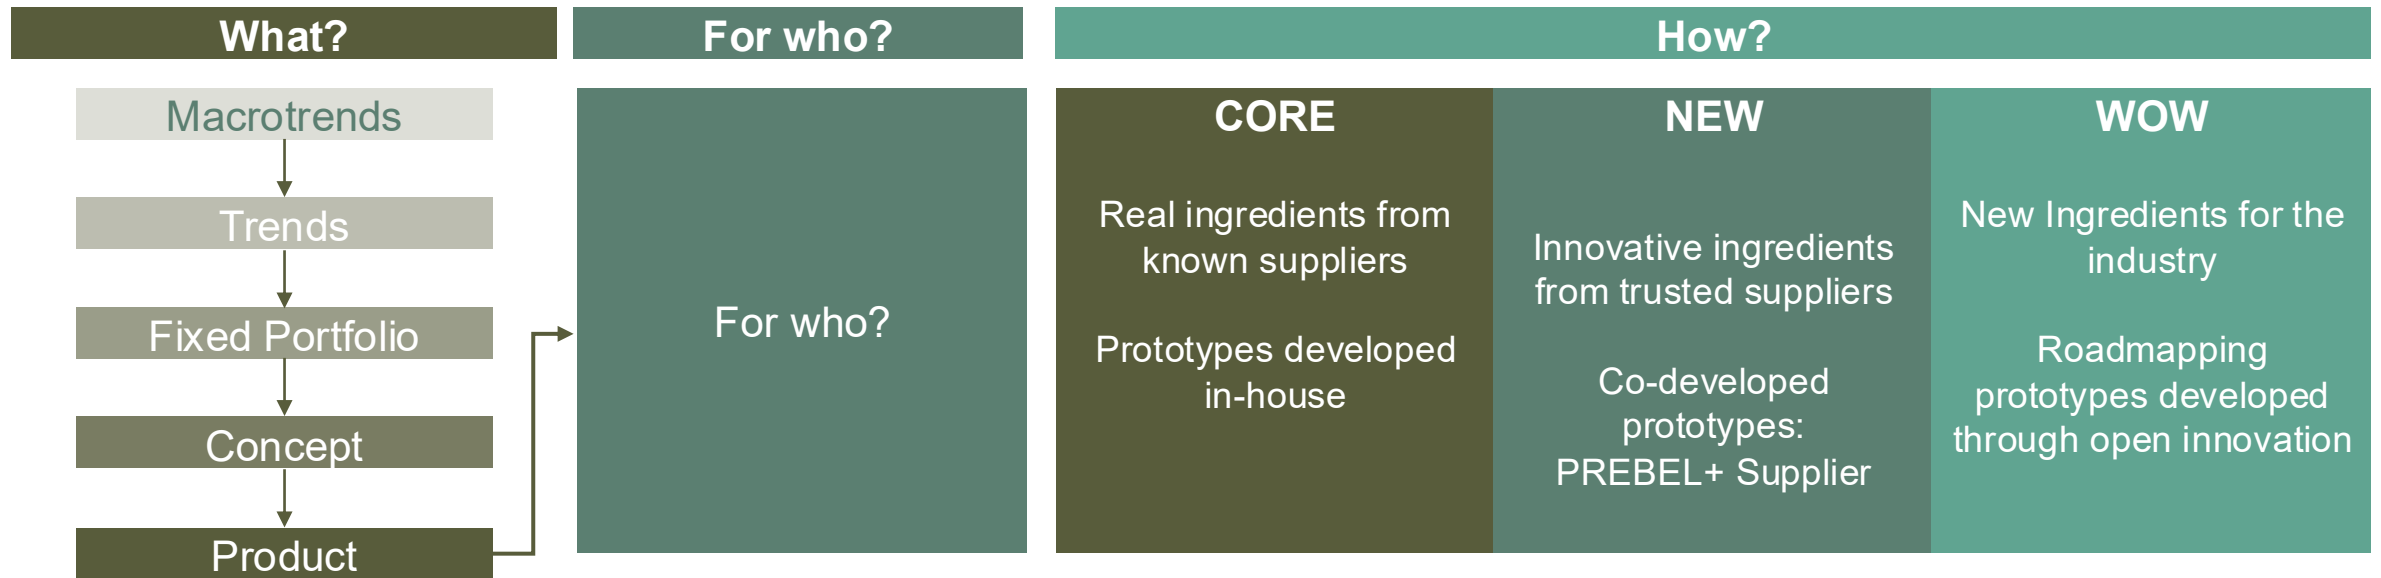 What?
For who?
How?
Macrotrends
Trends
Fixed Portfolio
Concept
Product
For who?
CORE
Real ingredients from
known suppliers
Prototypes developed
in-house
NEW
Innovative ingredients
from trusted suppliers
Co-developed
prototypes:
PREBEL+ Supplier
WOW
New Ingredients for the
industry
Roadmapping
prototypes developed
through open innovation